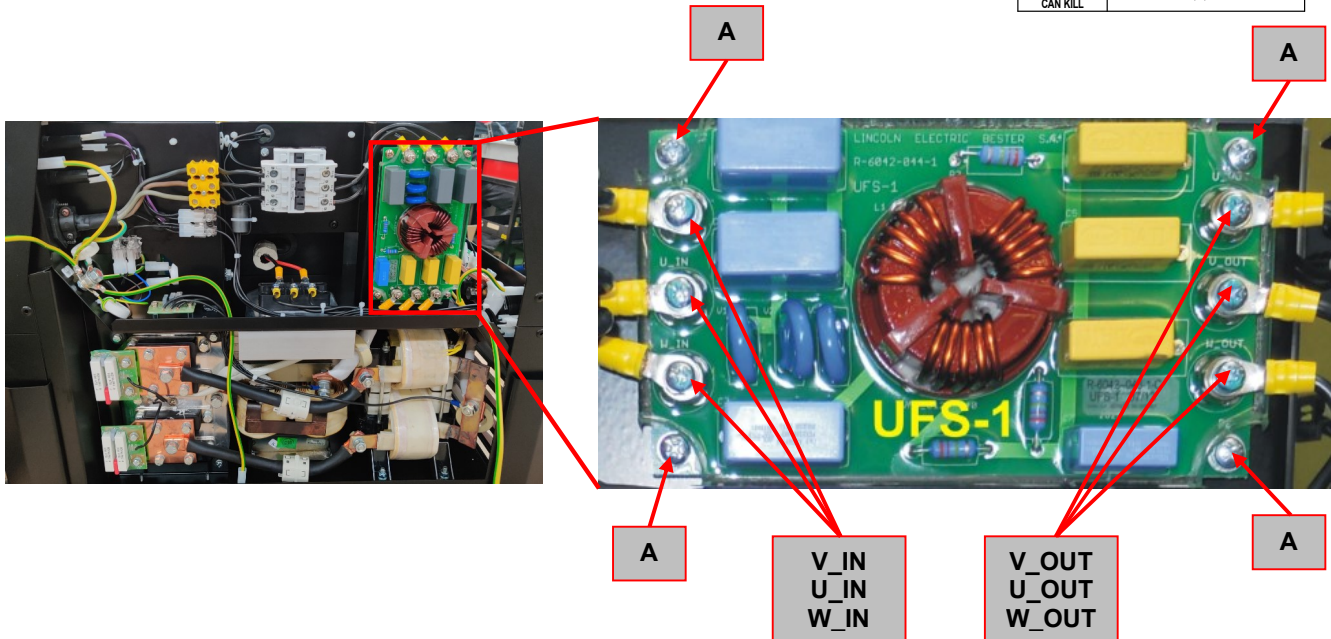 CAN KILL
A
A
LINCOLN ELECTRIC BESTER S.A.
R-6042-044-1
UFS-1
L1
U_IN
V_OUT
W_IN
W_OUT
UFS-1
A
A
V_IN
U_IN
W_IN
V_OUT
U_OUT
W_OUT